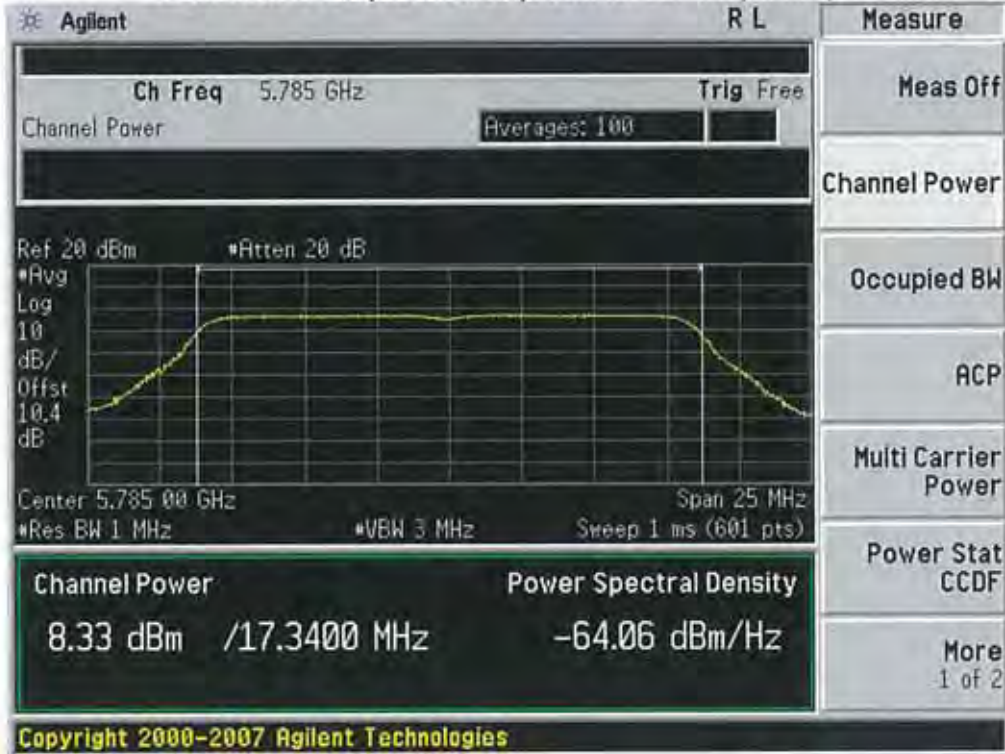 Agilent R L
Ch Freq 5.785 GHz Trig Free
Channel Power Averages: 100
Ref 20 dBm #Atten 20 dB
#Avg
Log
10
dB/
Offst
10.4
dB
Center 5.785 00 GHz Span 25 MHz
#Res BW 1 MHz #VBW 3 MHz Sweep 1 ms (601 pts)
Channel Power Power Spectral Density
8.33 dBm /17.3400 MHz -64.06 dBm/Hz
Copyright 2000-2007 Agilent Technologies
Measure
Meas Off
Channel Power
Occupied BW
ACP
Multi Carrier
Power
Power Stat
CCDF
More
1 of 2